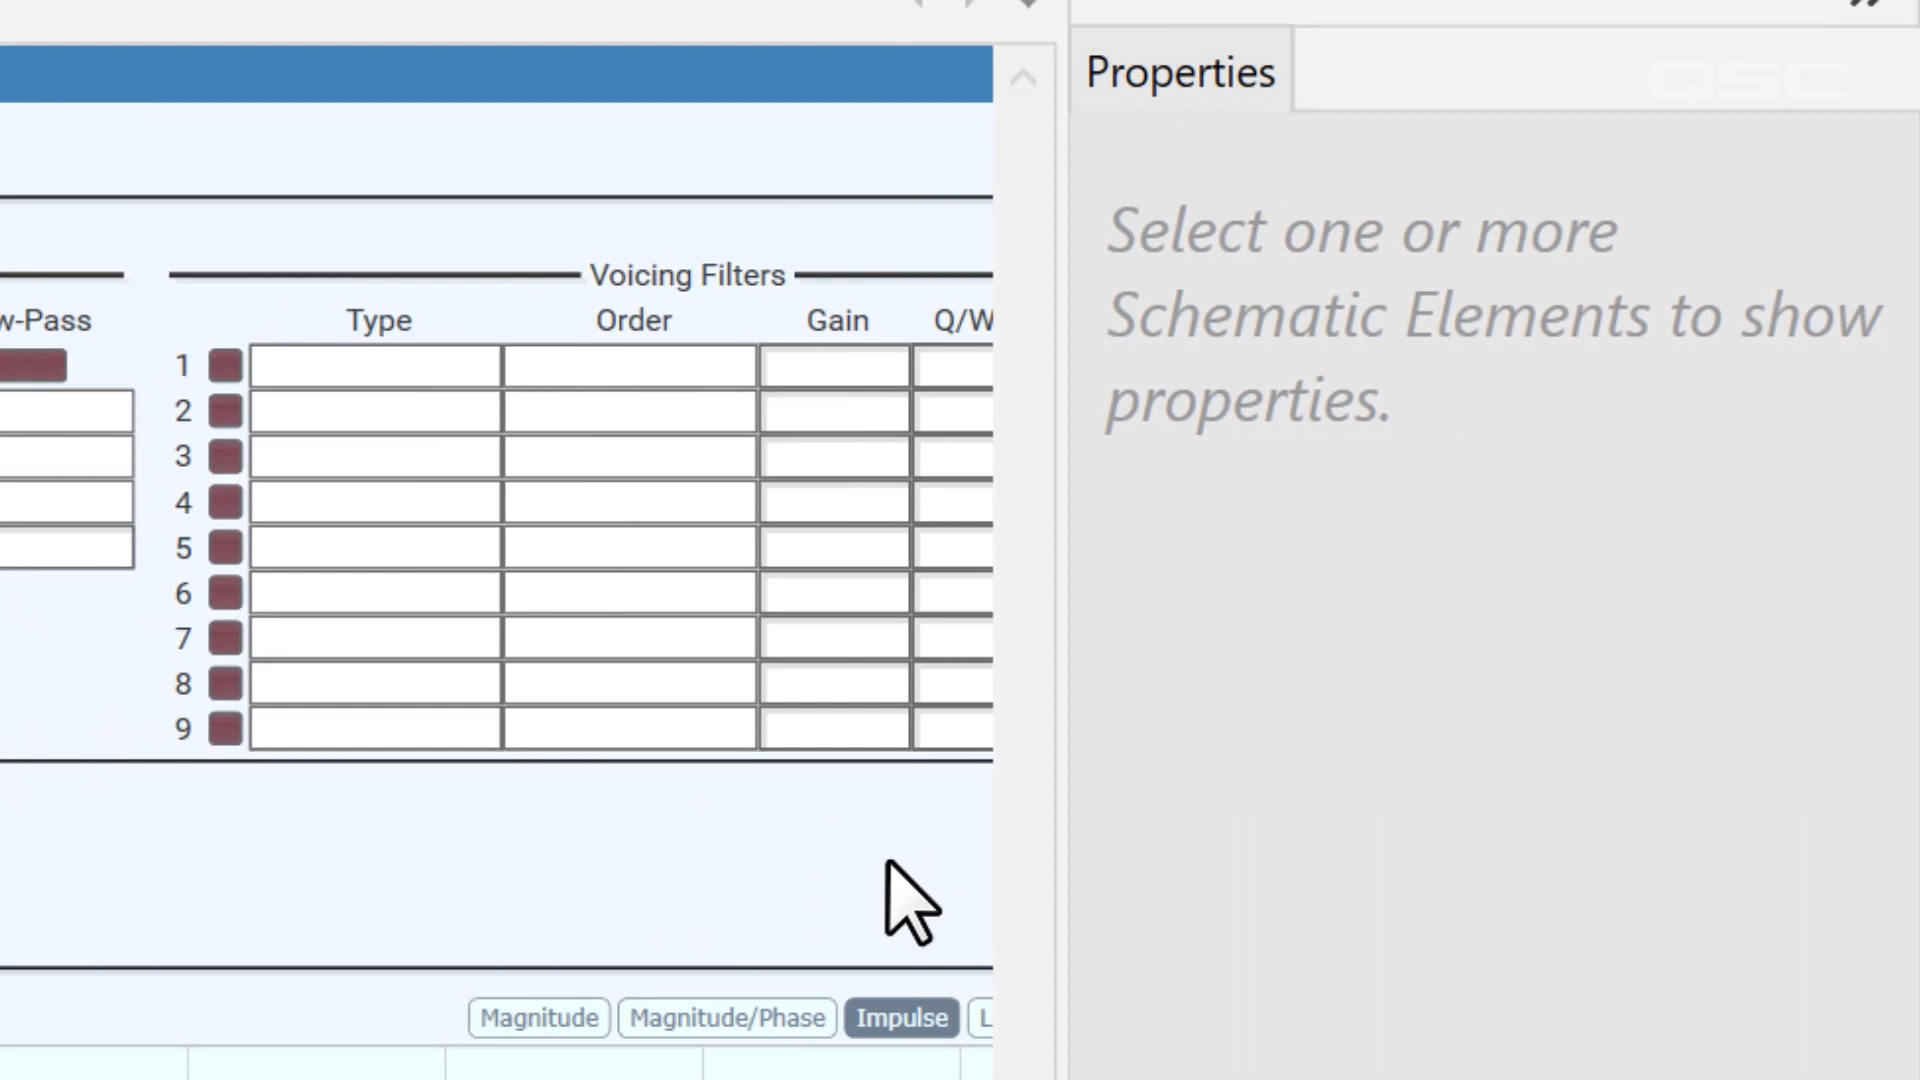 Properties
QSC
Select one or more
Schematic Elements to show
properties.
Voicing Filters
w-Pass
Type Order Gain Q/W
1
2
3
4
5
6
7
8
9
Magnitude Magnitude/Phase Impulse L